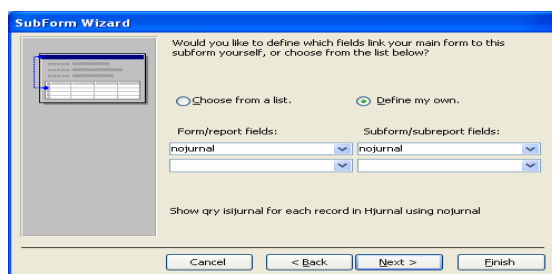 SubForm Wizard
Would you like to define which fields link your main form to this
subform yourself, or choose from the list below?
Choose from a list.
Define my own.
Form/report fields:
Subform/subreport fields:
nojurnal
nojurnal
Show qry isijurnal for each record in Hjurnal using nojurnal
Cancel
< Back
Next >
Finish